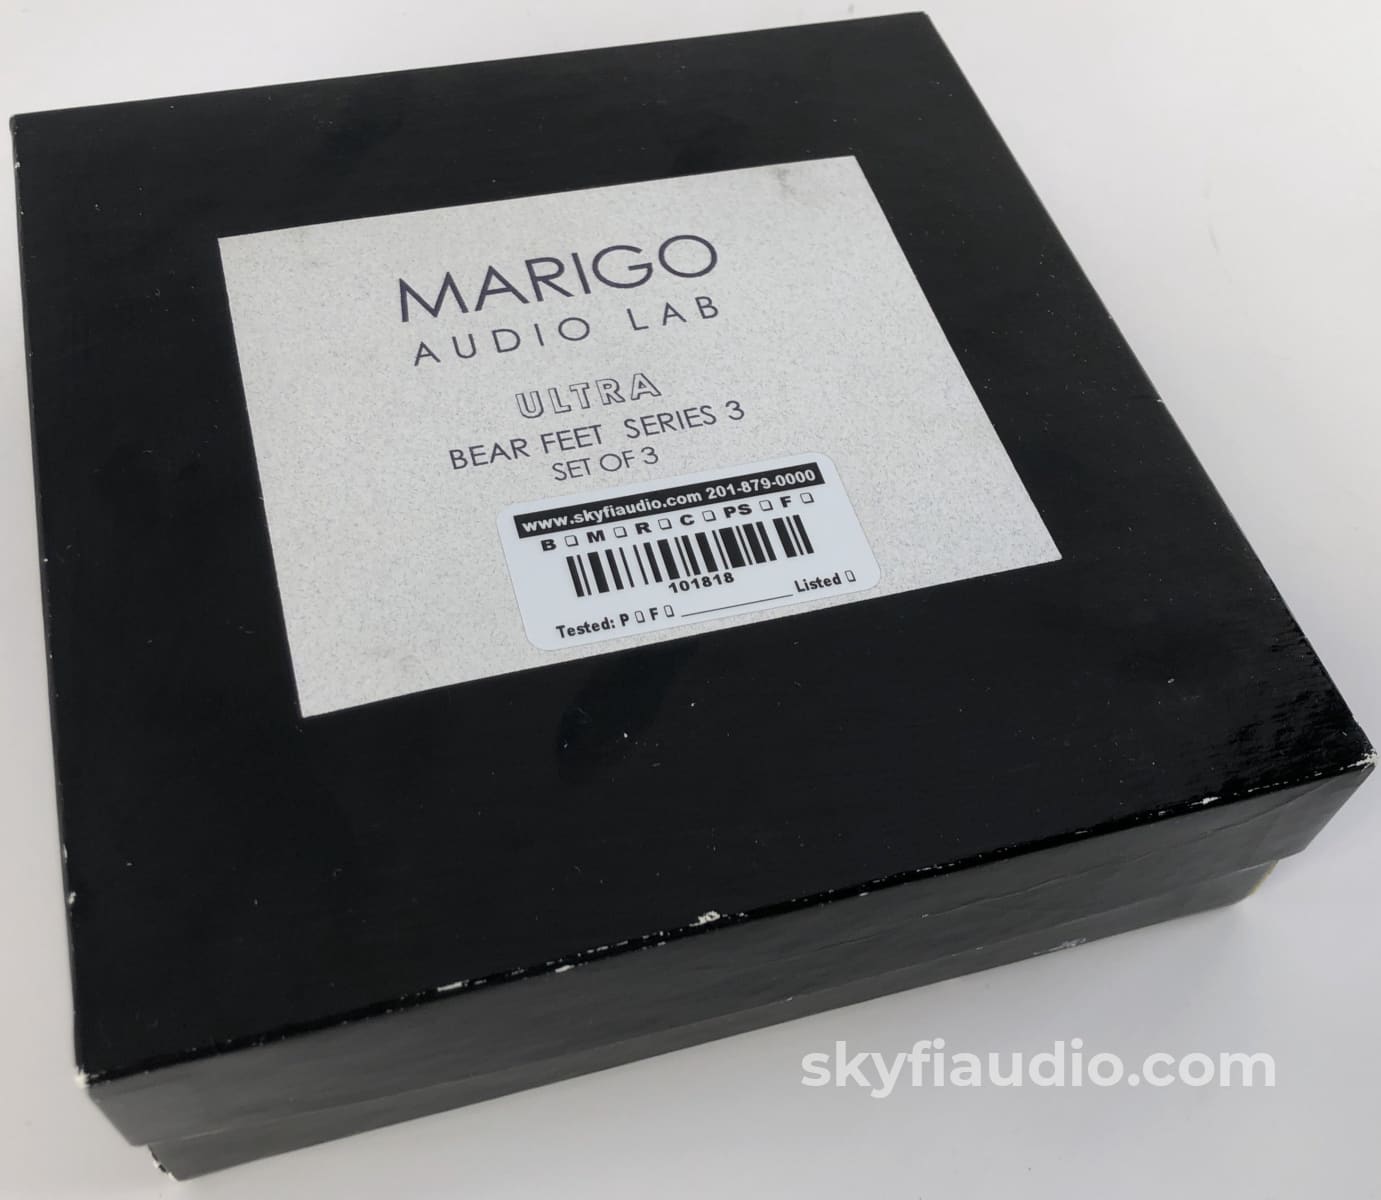 MARIGO
AUDIO LAB
ULTRA
BEAR FEET SERIES 3
SET OF 3
www.skyfiaudio.com 201-879-0000
B ❏ M ❏ R ❏ C ❏ PS ❏ F ❏
101818
Tested: P ❏ F ❏ __________ Listed ❏
skyfiaudio.com